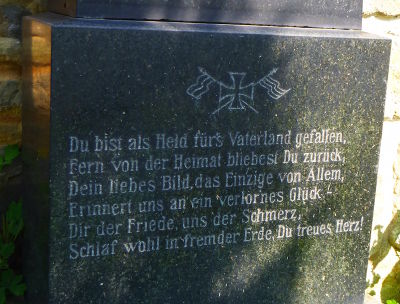 Du bist als Held für's Vaterland gefallen,
Fern von der Heimat bliebest Du zurück,
Dein liebes Bild, das Einzige von Allem,
Erinnert uns an ein verlornes Glück. –
Dir der Friede, uns der Schmerz,
Schlaf wohl in fremder Erde, Du treues Herz!